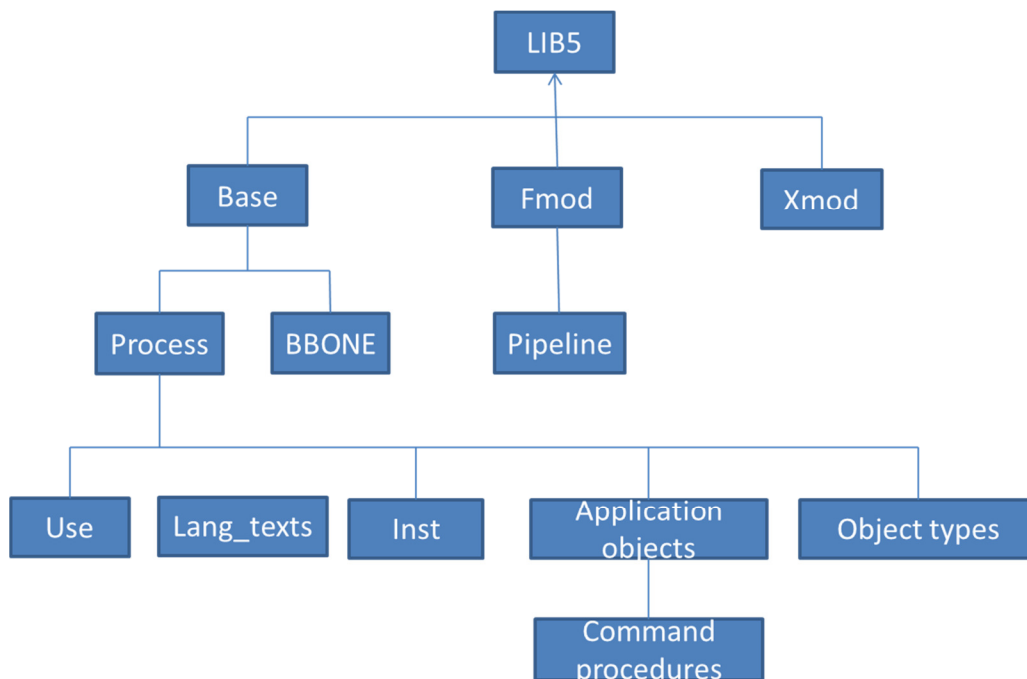 LIB5
Base
Fmod
Xmod
Process
BBONE
Pipeline
Use
Lang_texts
Inst
Application
objects
Object types
Command
procedures